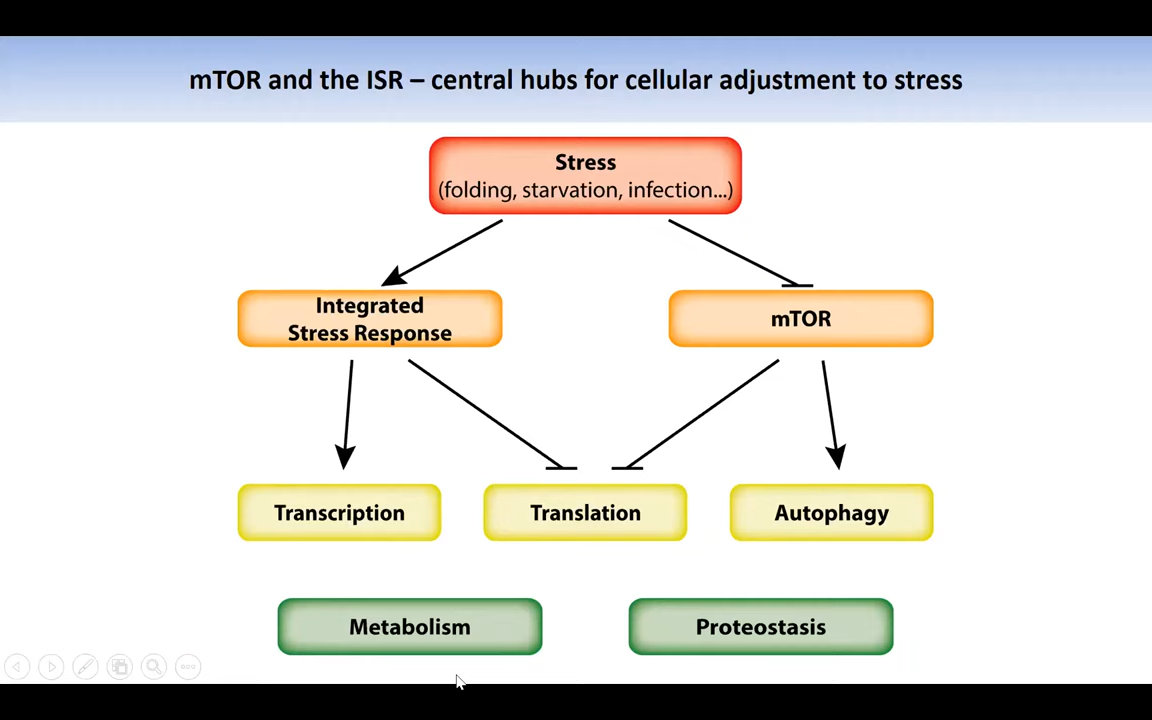 mTOR and the ISR – central hubs for cellular adjustment to stress
Stress
(folding, starvation, infection...)
Integrated
Stress Response
mTOR
Transcription
Translation
Autophagy
Metabolism
Proteostasis